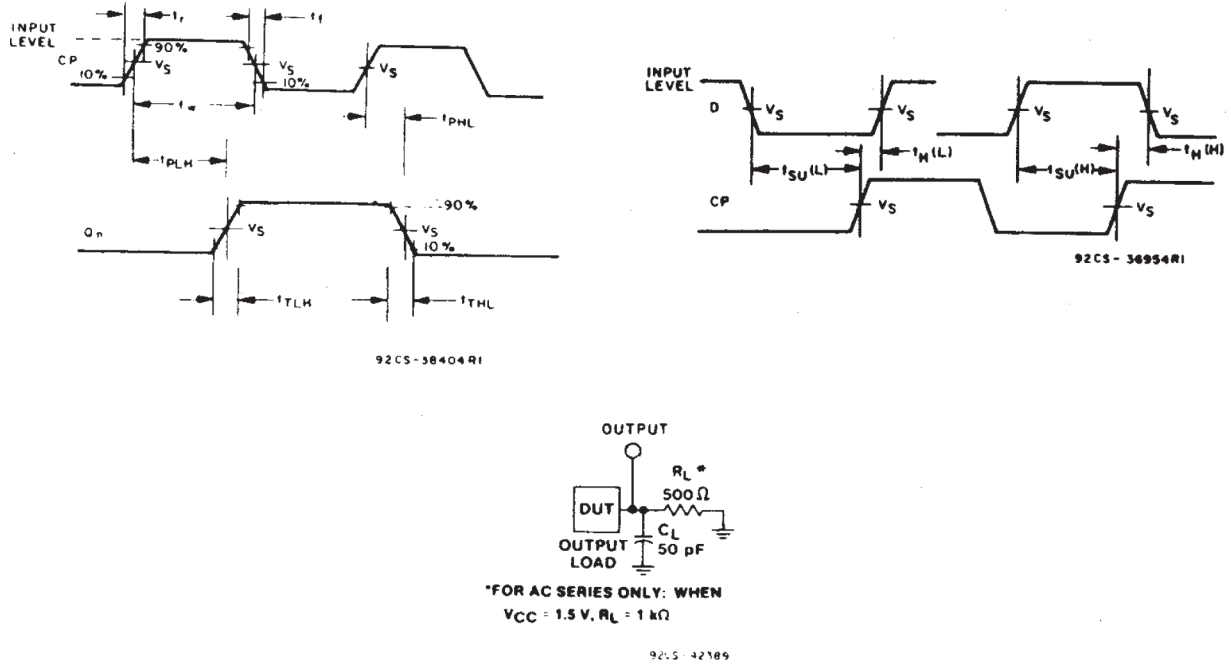 INPUT
LEVEL
CP
10%
tr
90%
VS
tf
VS
10%
VS
tw
tPHL
tPLH
Qn
90%
VS
VS
10%
tTLH
tTHL
92CS-38404R1
INPUT
LEVEL
D
VS
VS
VS
VS
tSU(L)
tH(L)
tSU(H)
tH(H)
CP
VS
VS
92CS-36954R1
OUTPUT
RL*
500Ω
DUT
CL
50 pF
OUTPUT
LOAD
*FOR AC SERIES ONLY: WHEN
VCC = 1.5 V, RL = 1 kΩ
92CS-42389